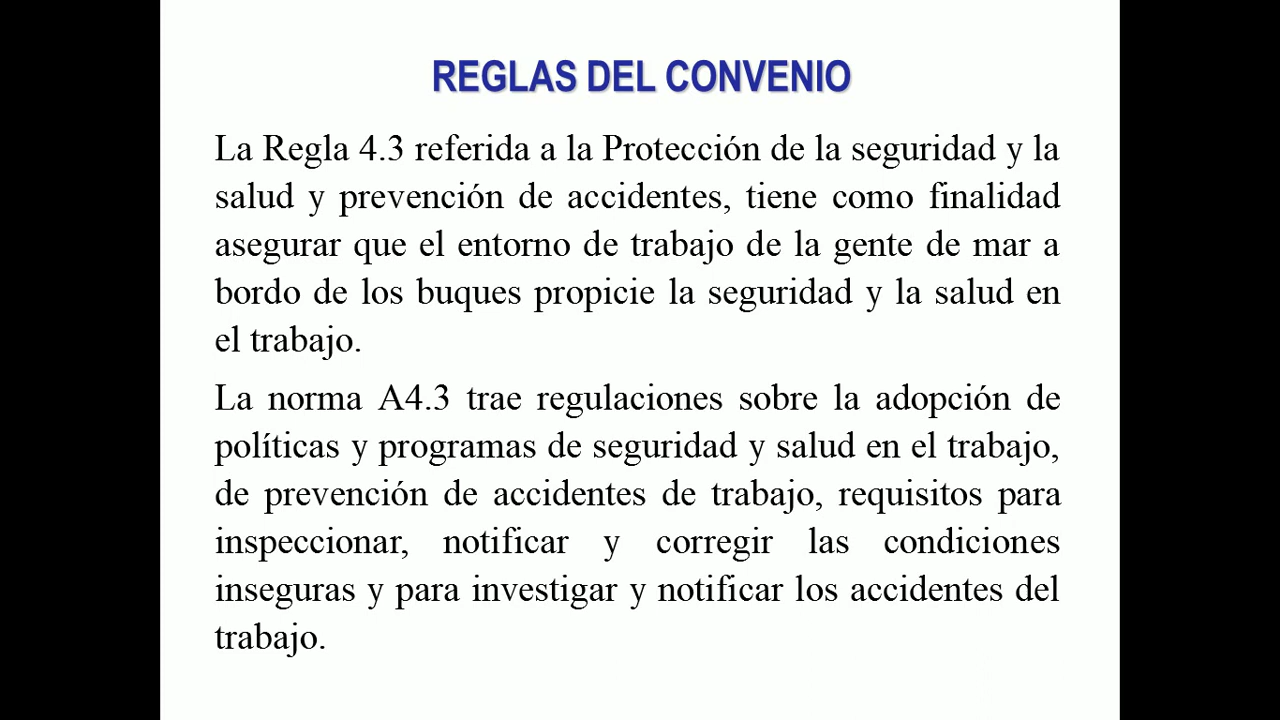 REGLAS DEL CONVENIO
La Regla 4.3 referida a la Protección de la seguridad y la
salud y prevención de accidentes, tiene como finalidad
asegurar que el entorno de trabajo de la gente de mar a
bordo de los buques propicie la seguridad y la salud en
el trabajo.
La norma A4.3 trae regulaciones sobre la adopción de
políticas y programas de seguridad y salud en el trabajo,
de prevención de accidentes de trabajo, requisitos para
inspeccionar, notificar y corregir las condiciones
inseguras y para investigar y notificar los accidentes del
trabajo.